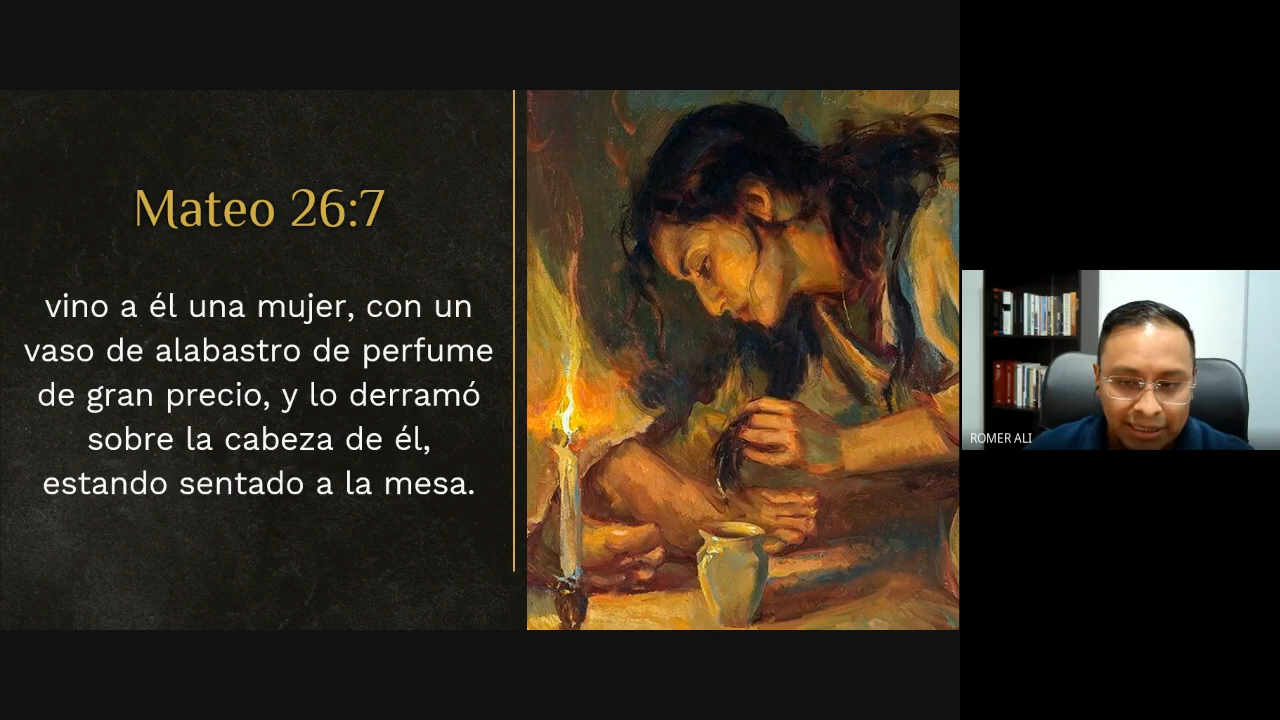 Mateo 26:7
vino a él una mujer, con un
vaso de alabastro de perfume
de gran precio, y lo derramó
sobre la cabeza de él,
estando sentado a la mesa.
ROMER ALI